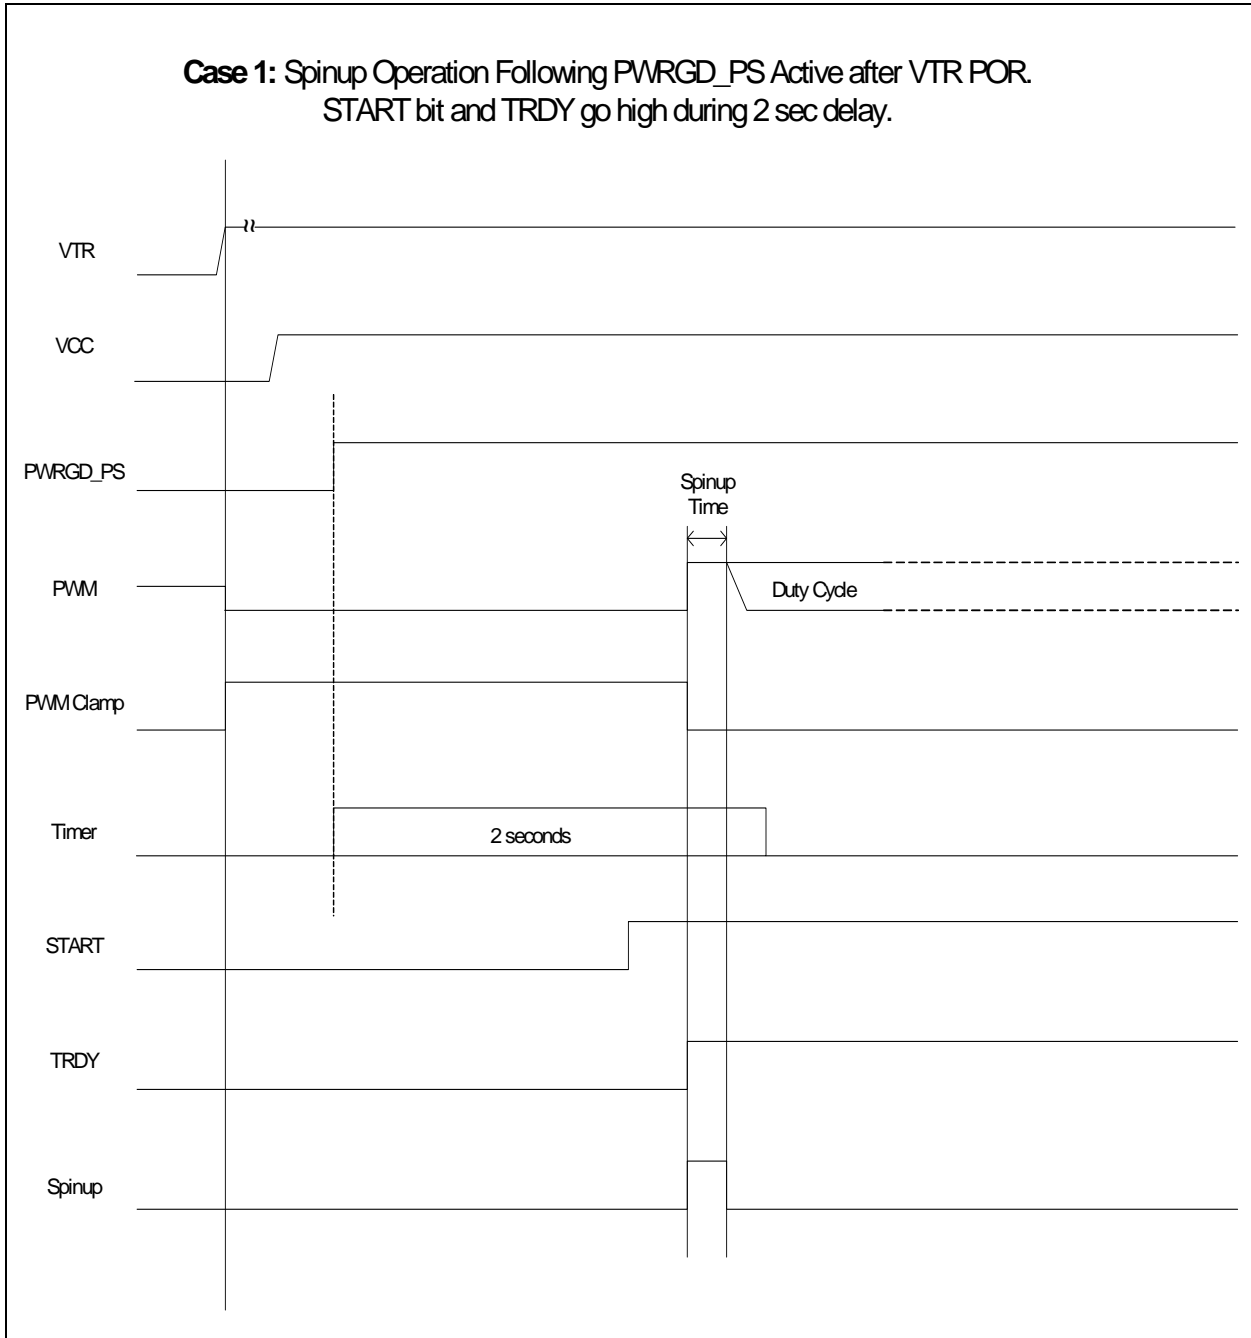 Case 1: Spinup Operation Following PWRGD_PS Active after VTR POR.
START bit and TRDY go high during 2 sec delay.
VTR
VCC
PWRGD_PS
Spinup
Time
PWM
Duty Cycle
PWM Clamp
Timer
2 seconds
START
TRDY
Spinup